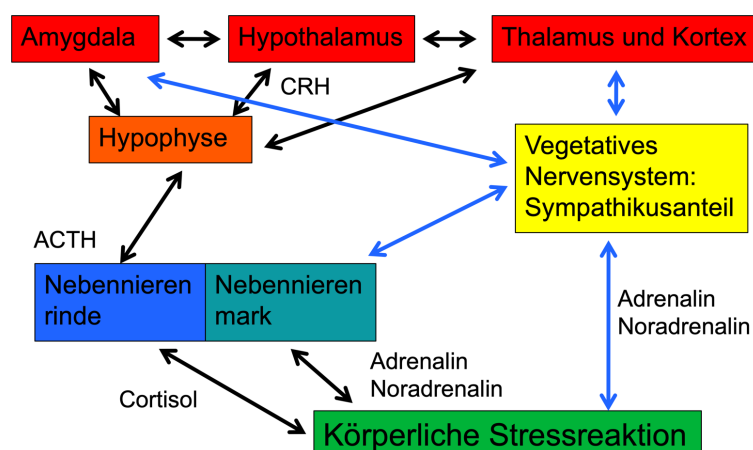 Amygdala
Hypothalamus
Thalamus und Kortex
CRH
Hypophyse
Vegetatives
Nervensystem:
Sympathikusanteil
ACTH
Nebennieren
rinde
Nebennieren
mark
Adrenalin
Noradrenalin
Adrenalin
Noradrenalin
Cortisol
Körperliche Stressreaktion